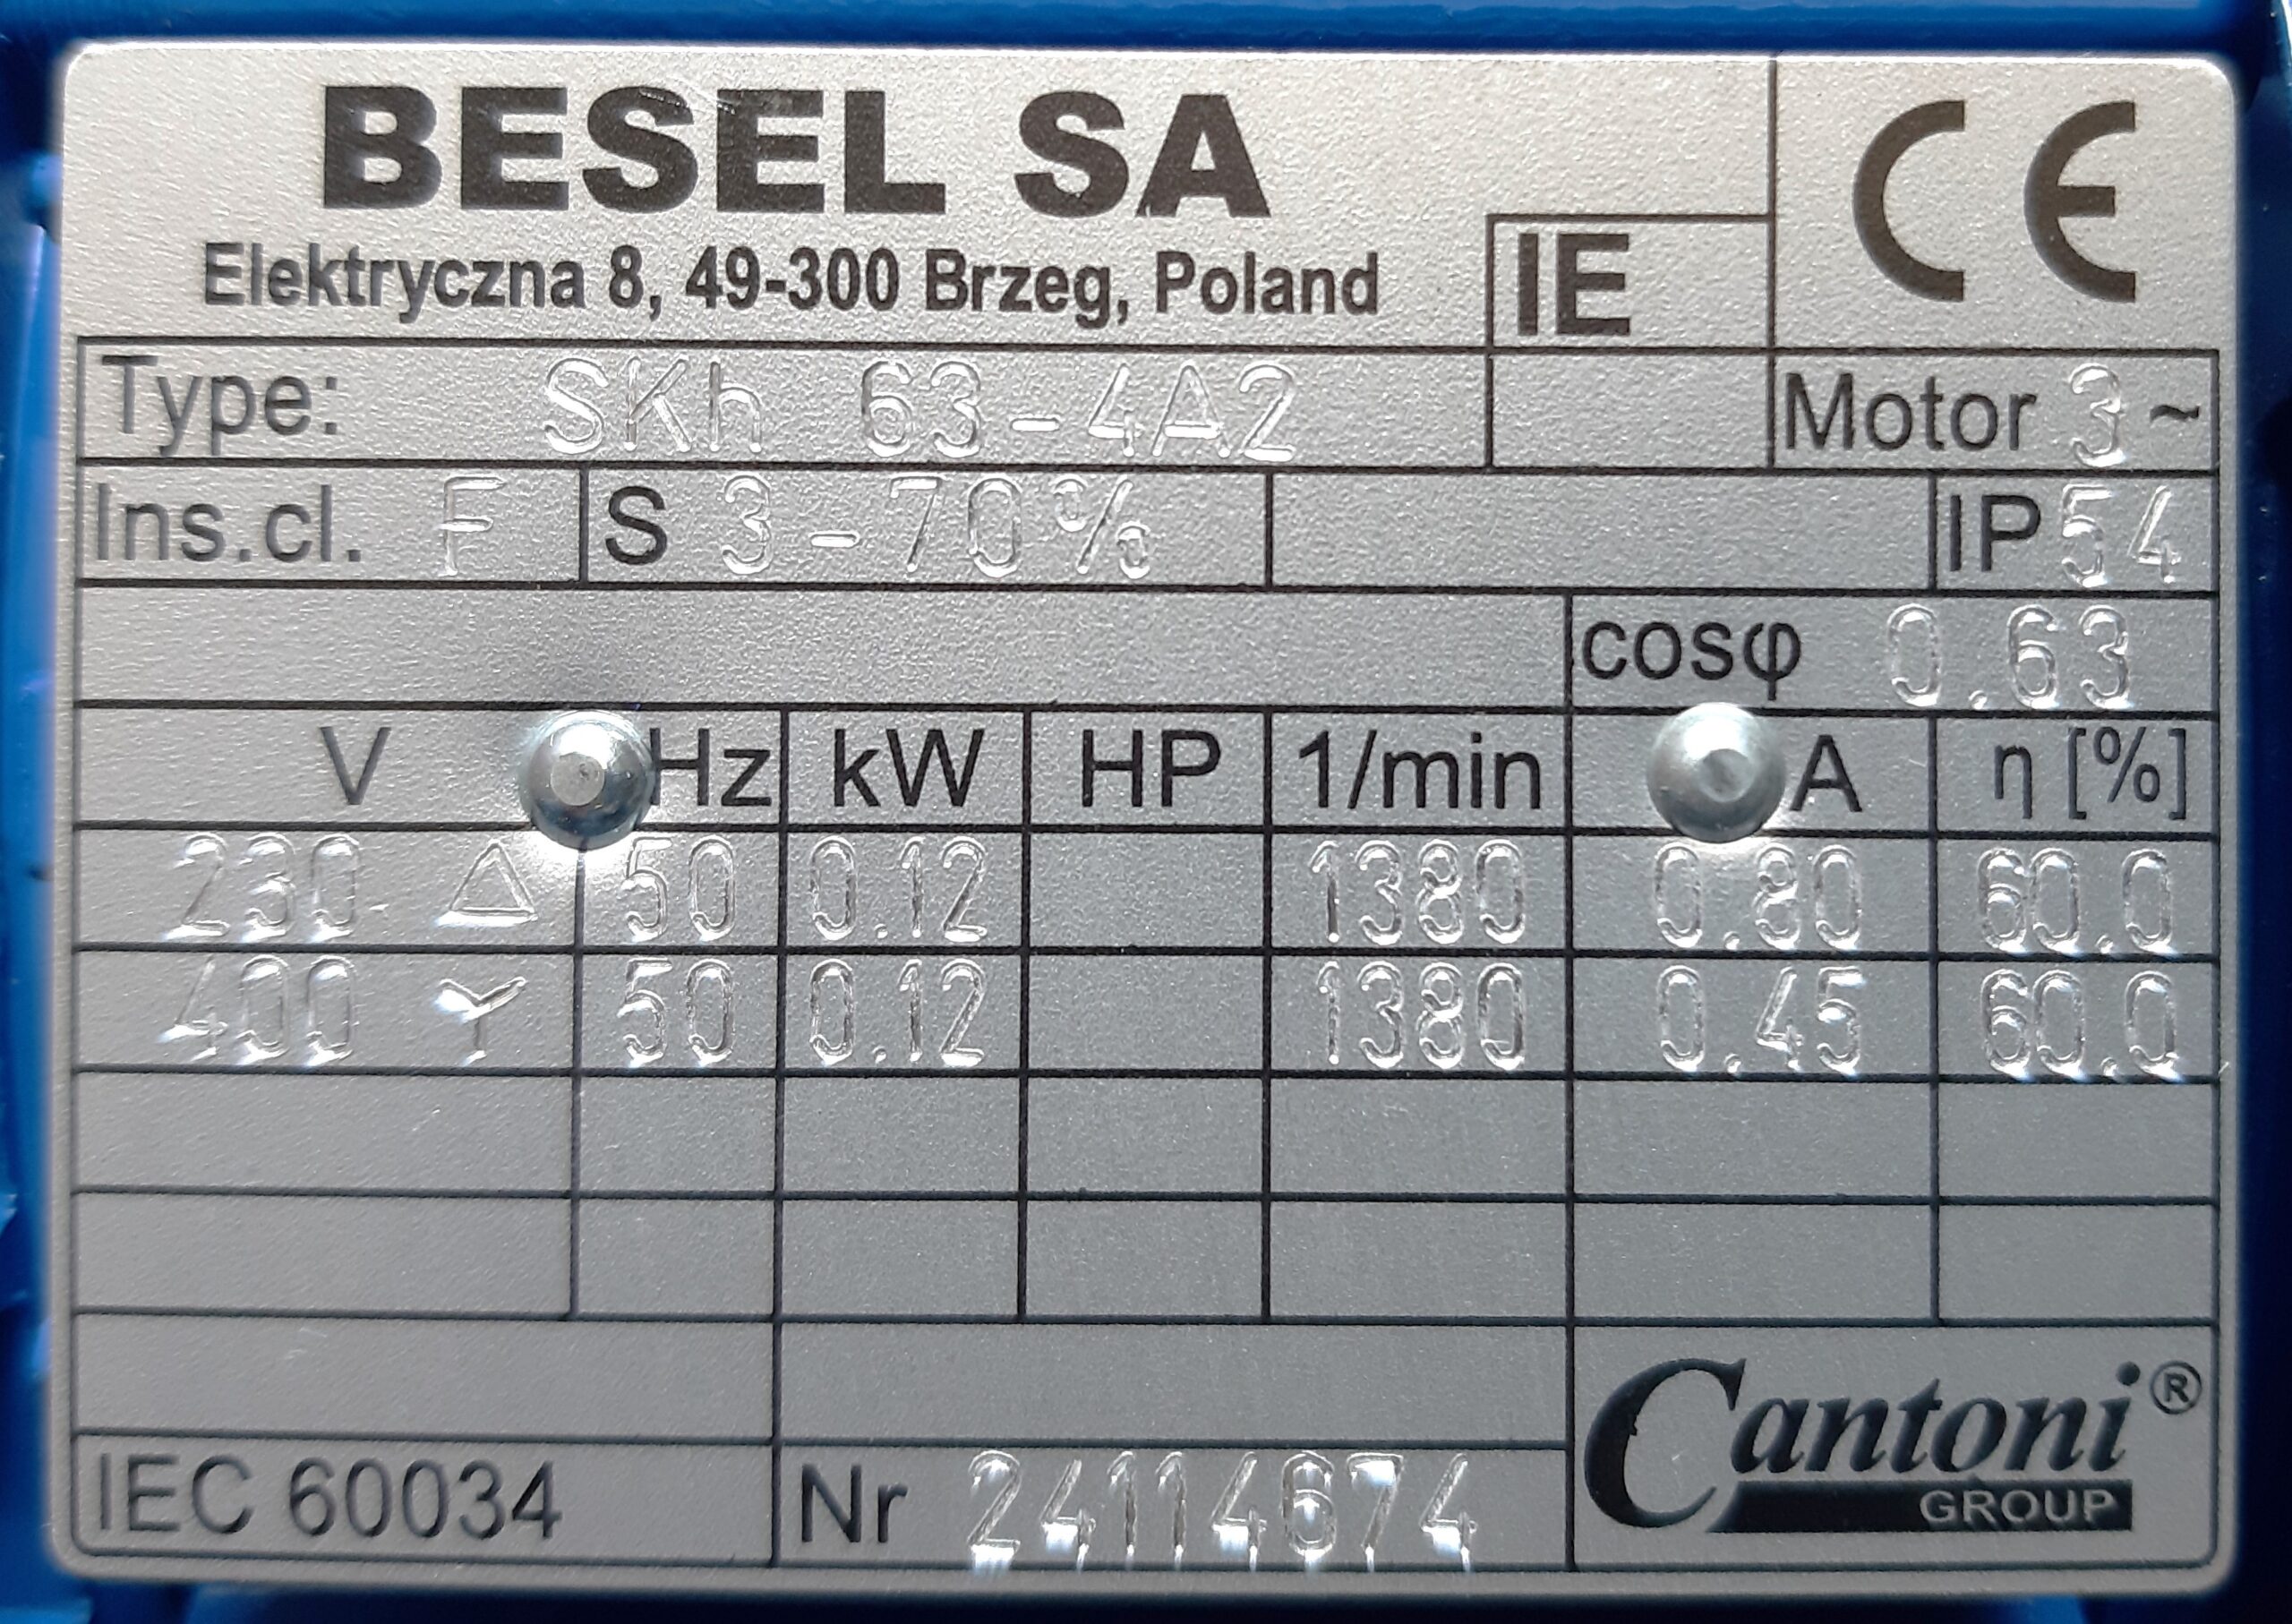 BESEL SA
CE
Elektryczna 8, 49-300 Brzeg, Poland
IE
Type: SKh 63-4A2
Motor 3~
Ins.cl. F S 3-70% IP 54
cosφ 0.63
V Hz kW HP 1/min A η [%]
230 △ 50 0.12 1380 0.80 60.0
400 Y 50 0.12 1380 0.45 60.0
Cantoni®
GROUP
IEC 60034 Nr 24114674